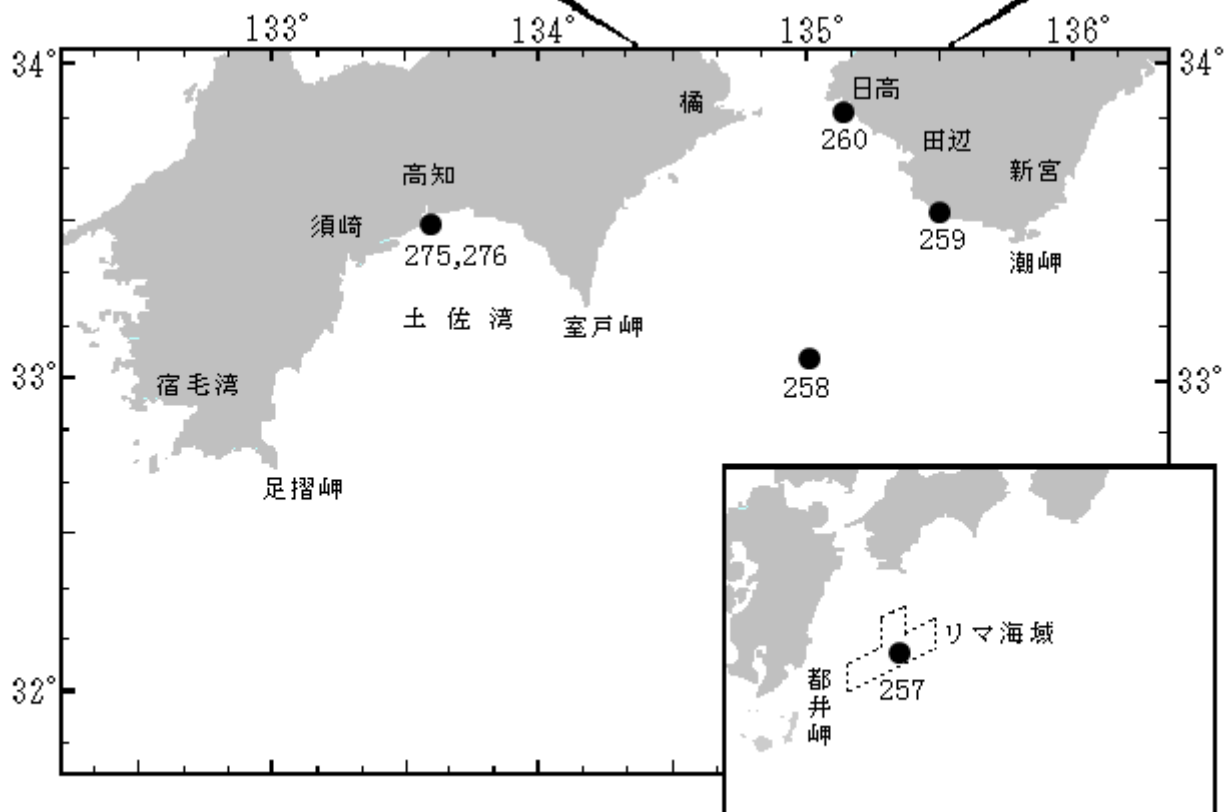 133°
134°
135°
136°
34°
34°
日高
橘
260
田辺
高知
新宮
須崎
275,276
259
潮岬
土佐湾
室戸岬
258
33°
33°
宿毛湾
足摺岬
リマ海域
257
都井岬
32°